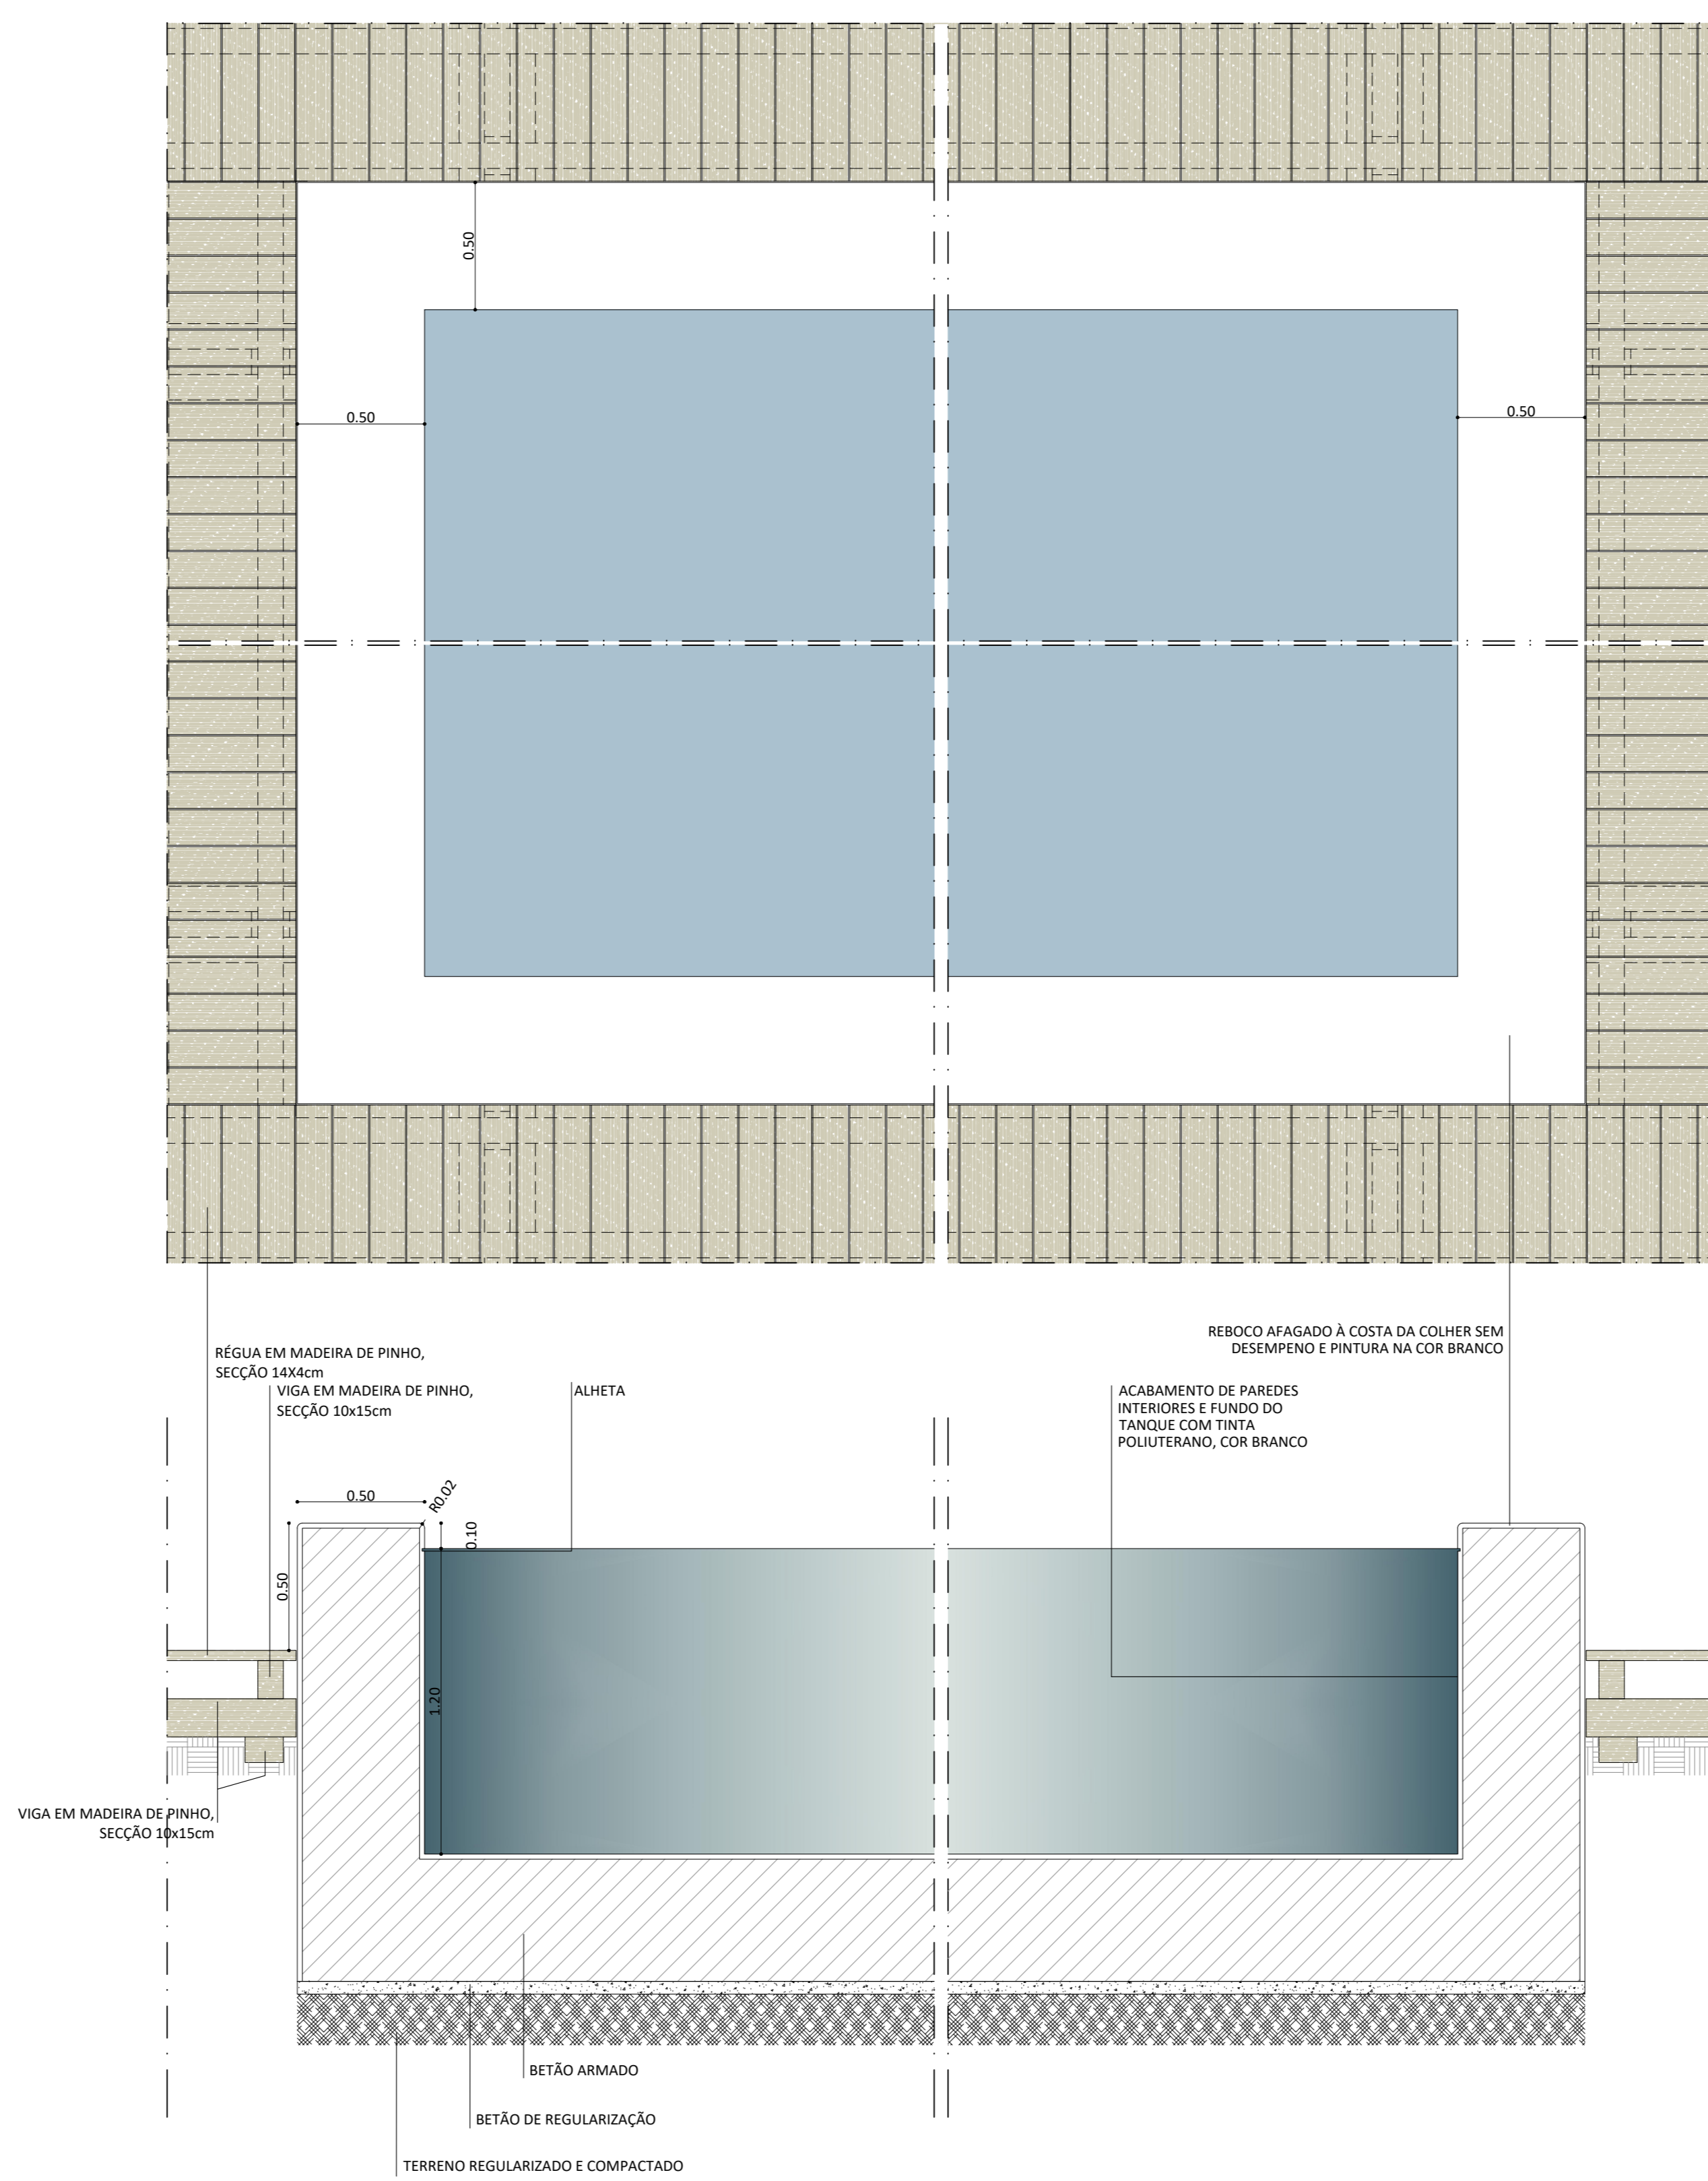 0.50
0.50
0.50
REBOCO AFAGADO À COSTA DA COLHER SEM
DESEMPENO E PINTURA NA COR BRANCO
RÉGUA EM MADEIRA DE PINHO,
SECÇÃO 14X4cm
VIGA EM MADEIRA DE PINHO,
SECÇÃO 10x15cm
ALHETA
ACABAMENTO DE PAREDES
INTERIORES E FUNDO DO
TANQUE COM TINTA
POLIUTERANO, COR BRANCO
0.50
R0.02
0.10
0.50
1.20
VIGA EM MADEIRA DE PINHO,
SECÇÃO 10x15cm
BETÃO ARMADO
BETÃO DE REGULARIZAÇÃO
TERRENO REGULARIZADO E COMPACTADO